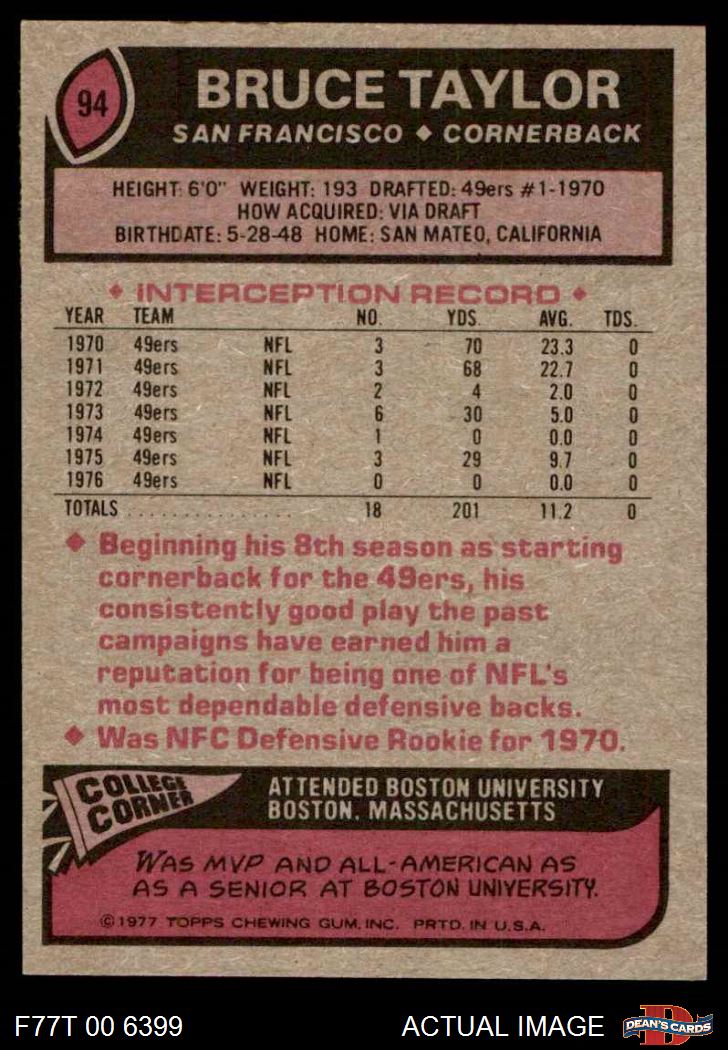 94
BRUCE TAYLOR
SAN FRANCISCO ◆ CORNERBACK
HEIGHT: 6'0" WEIGHT: 193 DRAFTED: 49ers #1-1970
HOW ACQUIRED: VIA DRAFT
BIRTHDATE: 5-28-48 HOME: SAN MATEO, CALIFORNIA
◆ INTERCEPTION RECORD ◆
YEAR TEAM NO. YDS. AVG. TDS.
1970 49ers NFL 3 70 23.3 0
1971 49ers NFL 3 68 22.7 0
1972 49ers NFL 2 4 2.0 0
1973 49ers NFL 6 30 5.0 0
1974 49ers NFL 1 0 0.0 0
1975 49ers NFL 3 29 9.7 0
1976 49ers NFL 0 0 0.0 0
TOTALS . . . . . . . . . . . . . . . 18 201 11.2 0
◆ Beginning his 8th season as starting
cornerback for the 49ers, his
consistently good play the past
campaigns have earned him a
reputation for being one of NFL's
most dependable defensive backs.
◆ Was NFC Defensive Rookie for 1970.
COLLEGE
CORNER
ATTENDED BOSTON UNIVERSITY
BOSTON, MASSACHUSETTS
WAS MVP AND ALL-AMERICAN AS
AS A SENIOR AT BOSTON UNIVERSITY.
©1977 TOPPS CHEWING GUM, INC. PRTD. IN U.S.A.
F77T 00 6399
ACTUAL IMAGE
D
DEAN'S CARDS